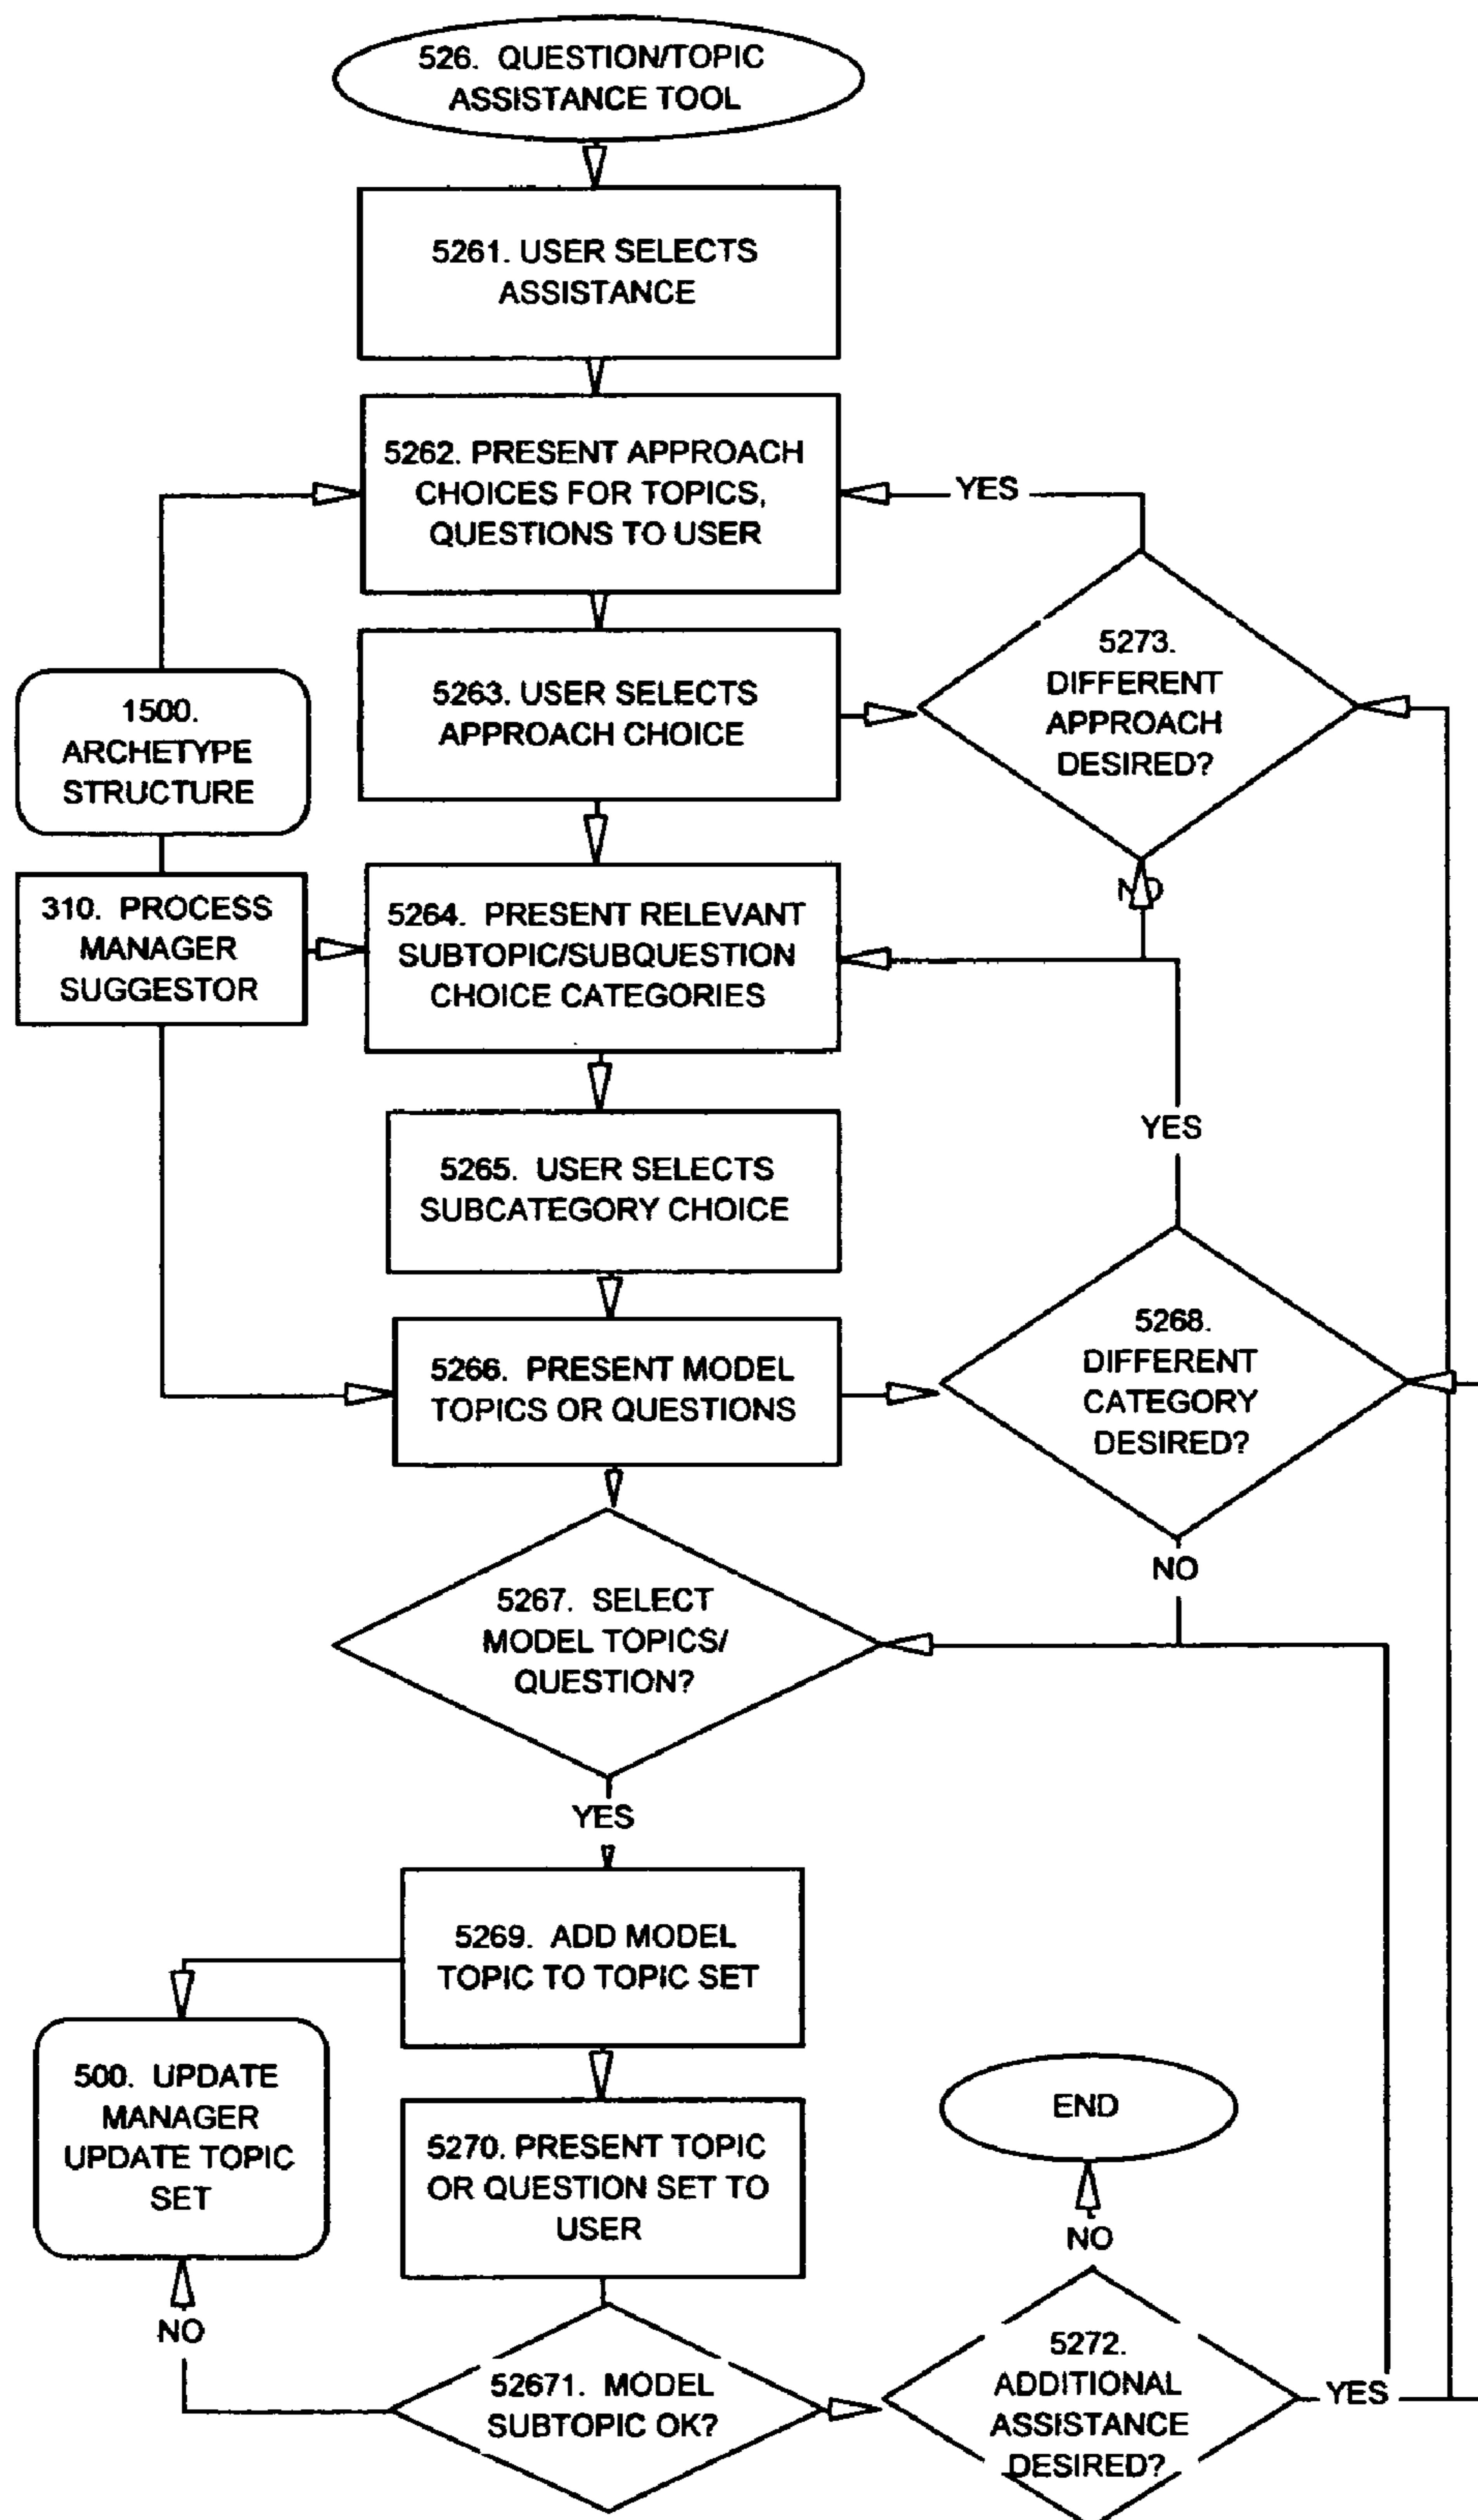 526. QUESTION/TOPIC
ASSISTANCE TOOL
5261. USER SELECTS
ASSISTANCE
5262. PRESENT APPROACH
CHOICES FOR TOPICS,
QUESTIONS TO USER
YES
5273.
DIFFERENT
APPROACH
DESIRED?
5263. USER SELECTS
APPROACH CHOICE
1500.
ARCHETYPE
STRUCTURE
NO
310. PROCESS
MANAGER
SUGGESTOR
5264. PRESENT RELEVANT
SUBTOPIC/SUBQUESTION
CHOICE CATEGORIES
YES
5265. USER SELECTS
SUBCATEGORY CHOICE
5268.
DIFFERENT
CATEGORY
DESIRED?
5266. PRESENT MODEL
TOPICS OR QUESTIONS
NO
5267. SELECT
MODEL TOPICS/
QUESTION?
YES
5269. ADD MODEL
TOPIC TO TOPIC SET
500. UPDATE
MANAGER
UPDATE TOPIC
SET
END
5270. PRESENT TOPIC
OR QUESTION SET TO
USER
NO
NO
52671. MODEL
SUBTOPIC OK?
5272.
ADDITIONAL
ASSISTANCE
DESIRED?
YES